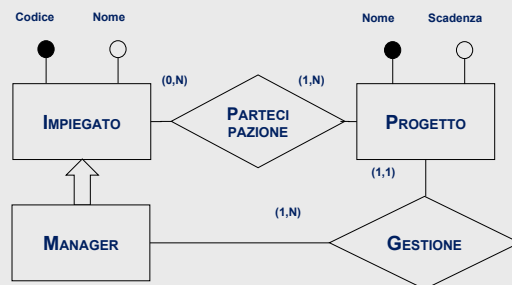 Codice Nome
Nome Scadenza
(0,N) (1,N)
IMPIEGATO
PARTECI
PAZIONE
PROGETTO
(1,1)
(1,N)
MANAGER
GESTIONE